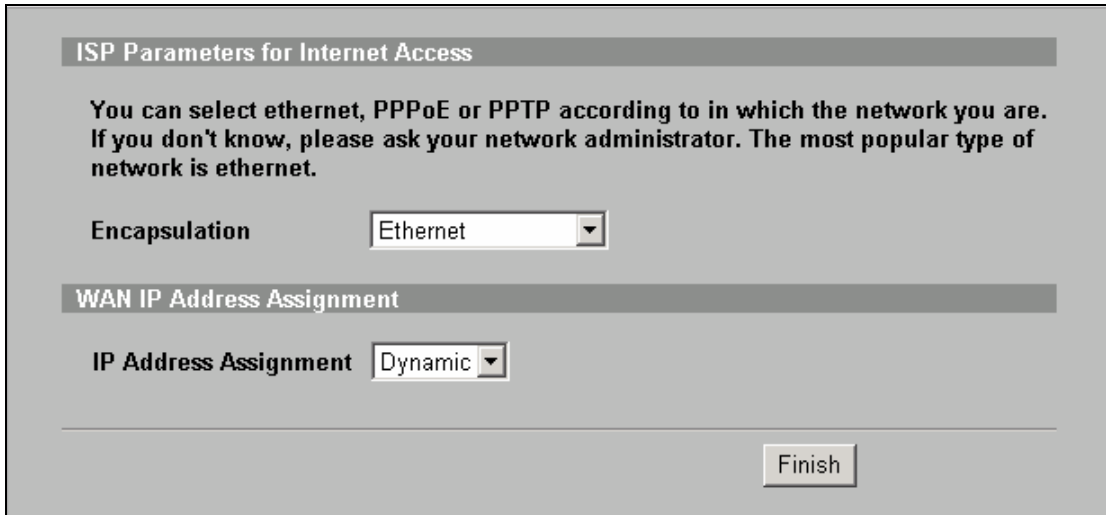 ISP Parameters for Internet Access
You can select ethernet, PPPoE or PPTP according to in which the network you are.
If you don't know, please ask your network administrator. The most popular type of
network is ethernet.
Encapsulation Ethernet
WAN IP Address Assignment
IP Address Assignment Dynamic
Finish